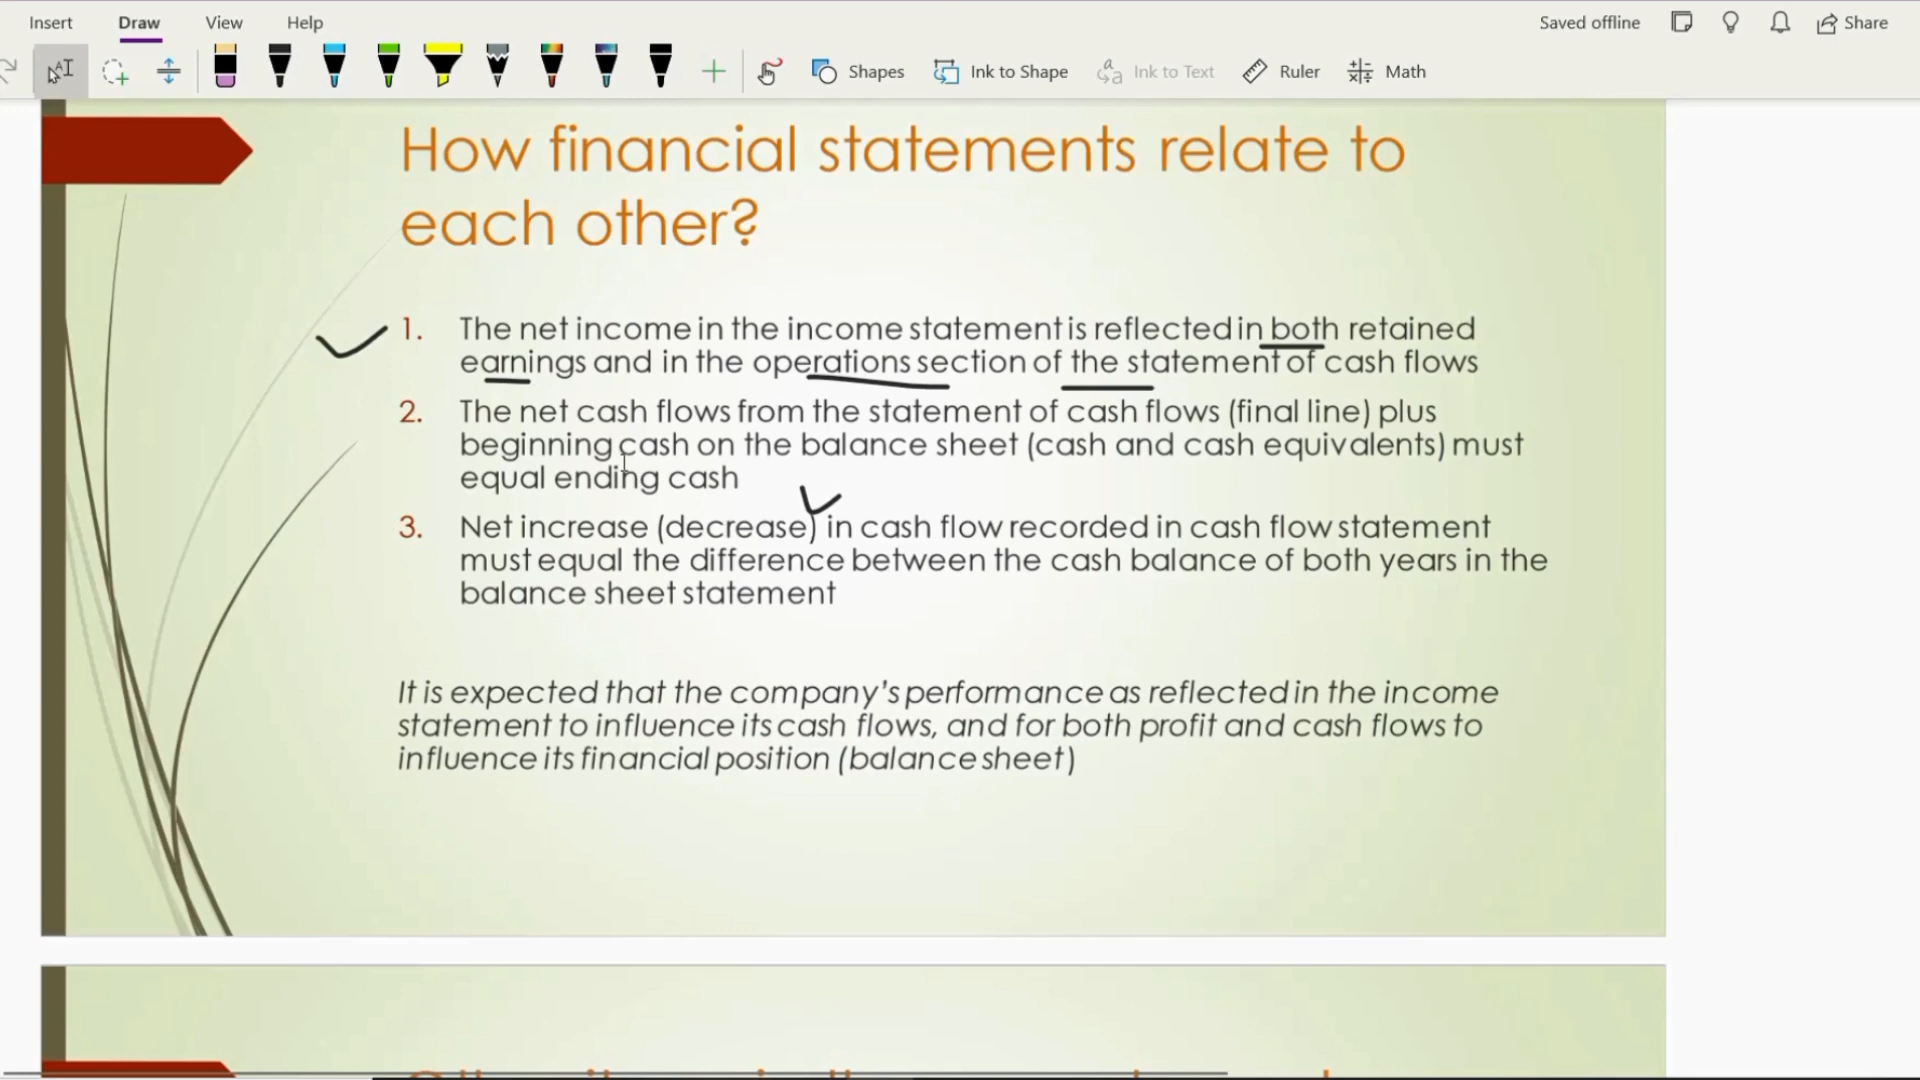 Insert Draw View Help Saved offline Share
Shapes Ink to Shape Ink to Text Ruler Math
How financial statements relate to
each other?
1. The net income in the income statement is reflected in both retained
earnings and in the operations section of the statement of cash flows
2. The net cash flows from the statement of cash flows (final line) plus
beginning cash on the balance sheet (cash and cash equivalents) must
equal ending cash
3. Net increase (decrease) in cash flow recorded in cash flow statement
must equal the difference between the cash balance of both years in the
balance sheet statement
It is expected that the company's performance as reflected in the income
statement to influence its cash flows, and for both profit and cash flows to
influence its financial position (balance sheet)